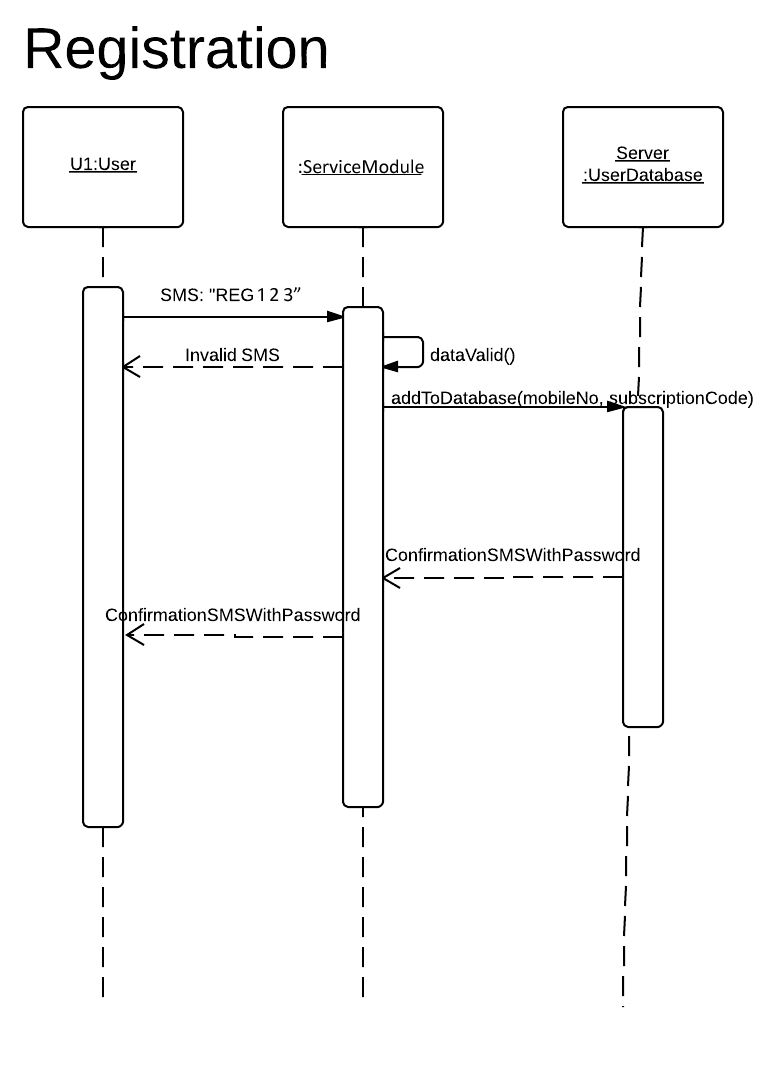 Registration
U1:User
:ServiceModule
Server
:UserDatabase
SMS: "REG 1 2 3”
Invalid SMS
dataValid()
addToDatabase(mobileNo, subscriptionCode)
ConfirmationSMSWithPassword
ConfirmationSMSWithPassword